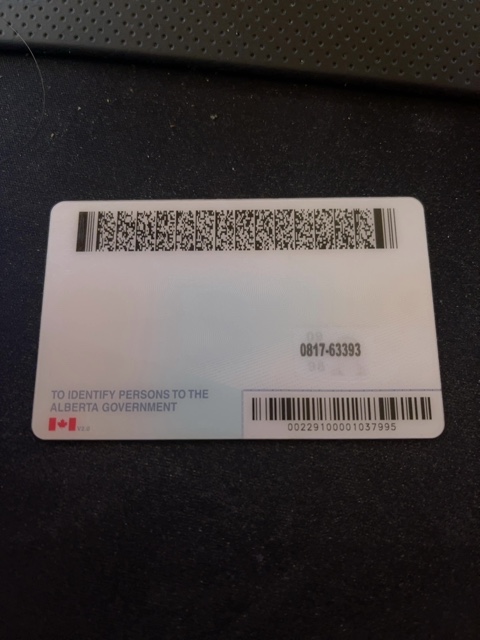 0817-63393
TO IDENTIFY PERSONS TO THE
ALBERTA GOVERNMENT
00229100001037995